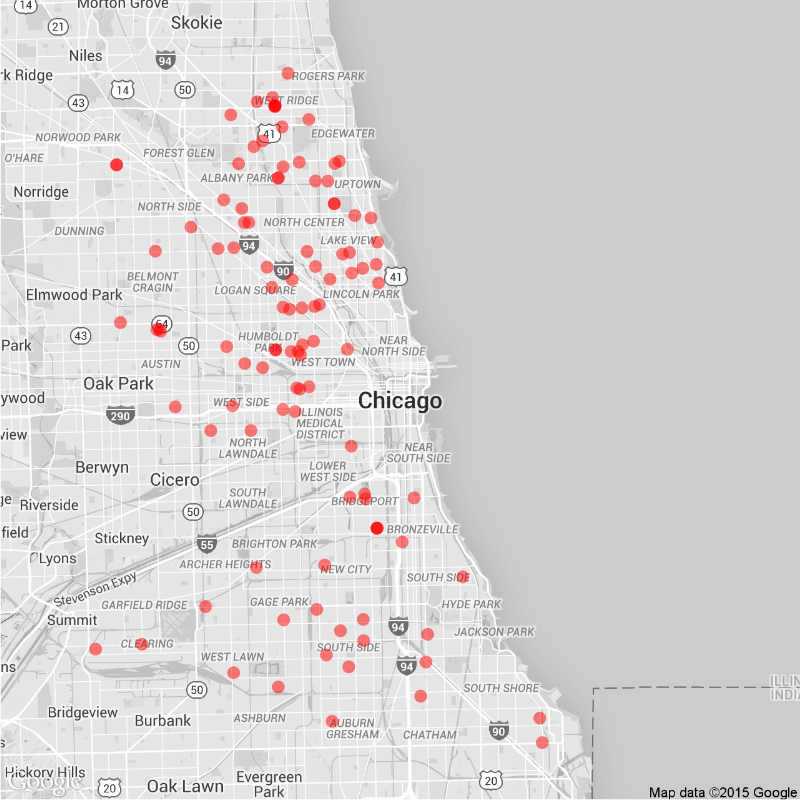 14
Morton Grove
Skokie
21
Niles
94
rk Ridge
14
50
ROGERS PARK
43
WEST RIDGE
41
NORWOOD PARK
EDGEWATER
O'HARE
FOREST GLEN
ALBANY PARK
UPTOWN
Norridge
NORTH SIDE
NORTH CENTER
DUNNING
94
LAKE VIEW
90
41
BELMONT
CRAGIN
LOGAN SQUARE
LINCOLN PARK
Elmwood Park
64
43
HUMBOLDT
PARK
NEAR
NORTH SIDE
Park
50
AUSTIN
WEST TOWN
Oak Park
ywood
WEST SIDE
Chicago
290
ILLINOIS
MEDICAL
DISTRICT
view
NORTH
LAWNDALE
NEAR
SOUTH SIDE
Berwyn
LOWER
WEST SIDE
Cicero
SOUTH
LAWNDALE
ge
Riverside
BRIDGEPORT
50
field
Stickney
BRONZEVILLE
55
BRIGHTON PARK
Lyons
ARCHER HEIGHTS
NEW CITY
SOUTH SIDE
Stevenson Expy
GARFIELD RIDGE
GAGE PARK
HYDE PARK
Summit
94
JACKSON PARK
CLEARING
SOUTH SIDE
WEST LAWN
94
ns
50
SOUTH SHORE
ILLIN
INDIA
Bridgeview
Burbank
ASHBURN
AUBURN
GRESHAM
90
CHATHAM
s
Hickory Hills
Google
20
Oak Lawn
Evergreen
Park
20
Map data ©2015 Google